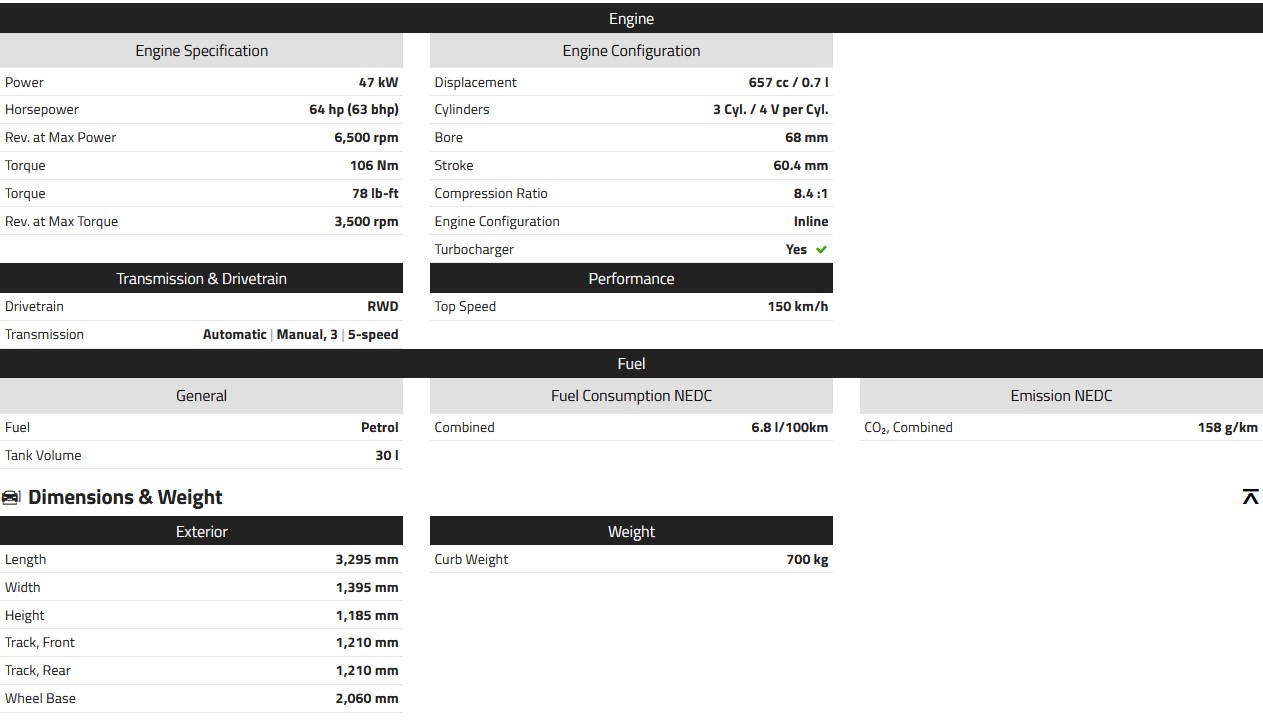 Engine
Engine Specification
Power 47 kW
Horsepower 64 hp (63 bhp)
Rev. at Max Power 6,500 rpm
Torque 106 Nm
Torque 78 lb-ft
Rev. at Max Torque 3,500 rpm
Engine Configuration
Displacement 657 cc / 0.7 l
Cylinders 3 Cyl. / 4 V per Cyl.
Bore 68 mm
Stroke 60.4 mm
Compression Ratio 8.4 :1
Engine Configuration Inline
Turbocharger Yes
Transmission & Drivetrain
Drivetrain RWD
Transmission Automatic | Manual, 3 | 5-speed
Performance
Top Speed 150 km/h
Fuel
General
Fuel Petrol
Tank Volume 30 l
Fuel Consumption NEDC
Combined 6.8 l/100km
Emission NEDC
CO₂, Combined 158 g/km
Dimensions & Weight
Exterior
Length 3,295 mm
Width 1,395 mm
Height 1,185 mm
Track, Front 1,210 mm
Track, Rear 1,210 mm
Wheel Base 2,060 mm
Weight
Curb Weight 700 kg